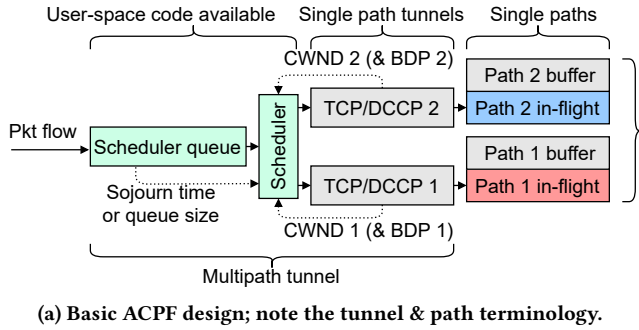 User-space code available
Single path tunnels
Single paths
CWND 2 (& BDP 2)
Path 2 buffer
TCP/DCCP 2
Path 2 in-flight
Pkt flow
Scheduler queue
Scheduler
Path 1 buffer
TCP/DCCP 1
Path 1 in-flight
Sojourn time
or queue size
CWND 1 (& BDP 1)
Multipath tunnel
(a) Basic ACPF design; note the tunnel & path terminology.